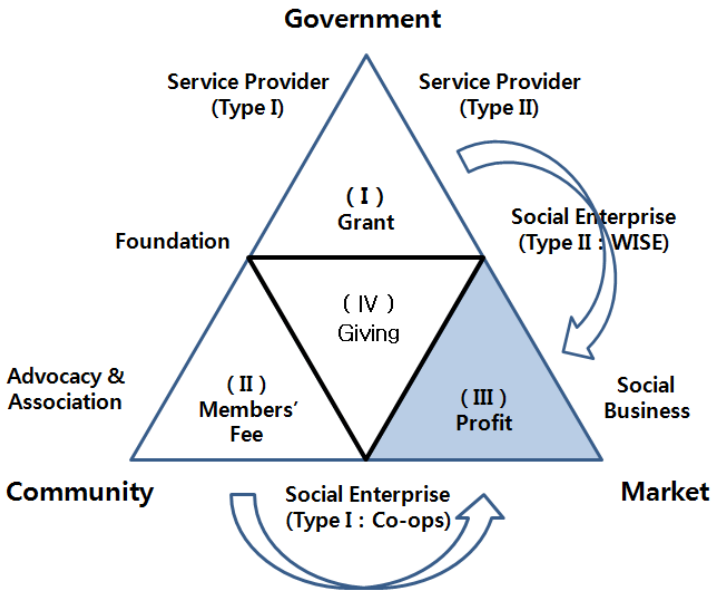 Government
Service Provider
(Type I)
Service Provider
(Type II)
( I )
Grant
Social Enterprise
(Type II : WISE)
Foundation
( IV )
Giving
Advocacy &
Association
( II )
Members'
Fee
( III )
Profit
Social
Business
Community
Social Enterprise
(Type I : Co-ops)
Market